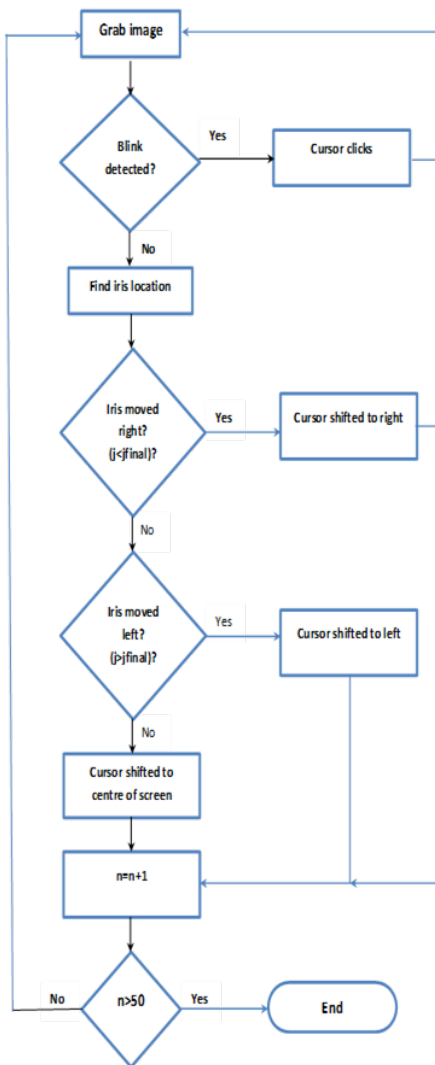 Grab image
Blink
detected?
Yes
Cursor clicks
No
Find iris location
Iris moved
right?
(j<jfinal)?
Yes
Cursor shifted to right
No
Iris moved
left?
(j>jfinal)?
Yes
Cursor shifted to left
No
Cursor shifted to
centre of screen
n=n+1
n>50
No
Yes
End